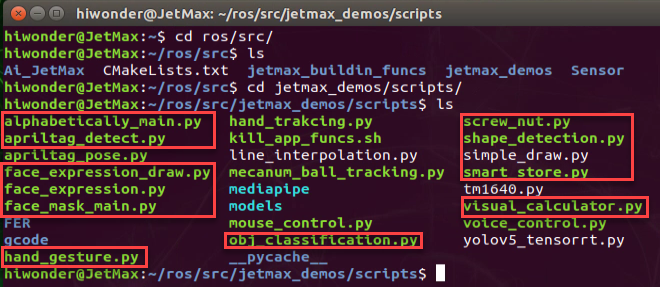 hiwonder@JetMax: ~/ros/src/jetmax_demos/scripts
hiwonder@JetMax:~$ cd ros/src/
hiwonder@JetMax:~/ros/src$ ls
Ai_JetMax CMakeLists.txt jetmax_buildin_funcs jetmax_demos Sensor
hiwonder@JetMax:~/ros/src$ cd jetmax_demos/scripts/
hiwonder@JetMax:~/ros/src/jetmax_demos/scripts$ ls
alphabetically_main.py hand_trakcing.py screw_nut.py
apriltag_detect.py kill_app_funcs.sh shape_detection.py
apriltag_pose.py line_interpolation.py simple_draw.py
face_expression_draw.py mecanum_ball_tracking.py smart_store.py
face_expression.py mediapipe tm1640.py
face_mask_main.py models visual_calculator.py
FER mouse_control.py voice_control.py
gcode obj_classification.py yolov5_tensorrt.py
hand_gesture.py __pycache__
hiwonder@JetMax:~/ros/src/jetmax_demos/scripts$